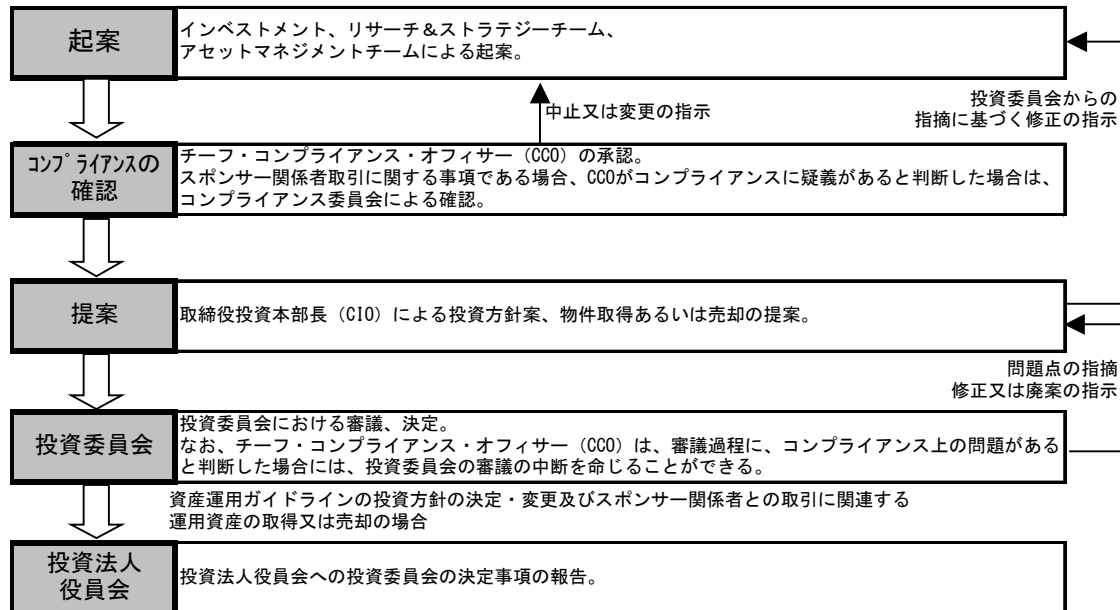 起案
インベストメント、リサーチ＆ストラテジーチーム、
アセットマネジメントチームによる起案。
中止又は変更の指示
投資委員会からの
指摘に基づく修正の指示
ｺﾝﾌﾟﾗｲｱﾝｽの
確認
チーフ・コンプライアンス・オフィサー（CCO）の承認。
スポンサー関係者取引に関する事項である場合、CCOがコンプライアンスに疑義があると判断した場合は、
コンプライアンス委員会による確認。
提案
取締役投資本部長（CIO）による投資方針案、物件取得あるいは売却の提案。
問題点の指摘
修正又は廃案の指示
投資委員会
投資委員会における審議、決定。
なお、チーフ・コンプライアンス・オフィサー（CCO）は、審議過程に、コンプライアンス上の問題がある
と判断した場合には、投資委員会の審議の中断を命じることができる。
資産運用ガイドラインの投資方針の決定・変更及びスポンサー関係者との取引に関連する
運用資産の取得又は売却の場合
投資法人
役員会
投資法人役員会への投資委員会の決定事項の報告。